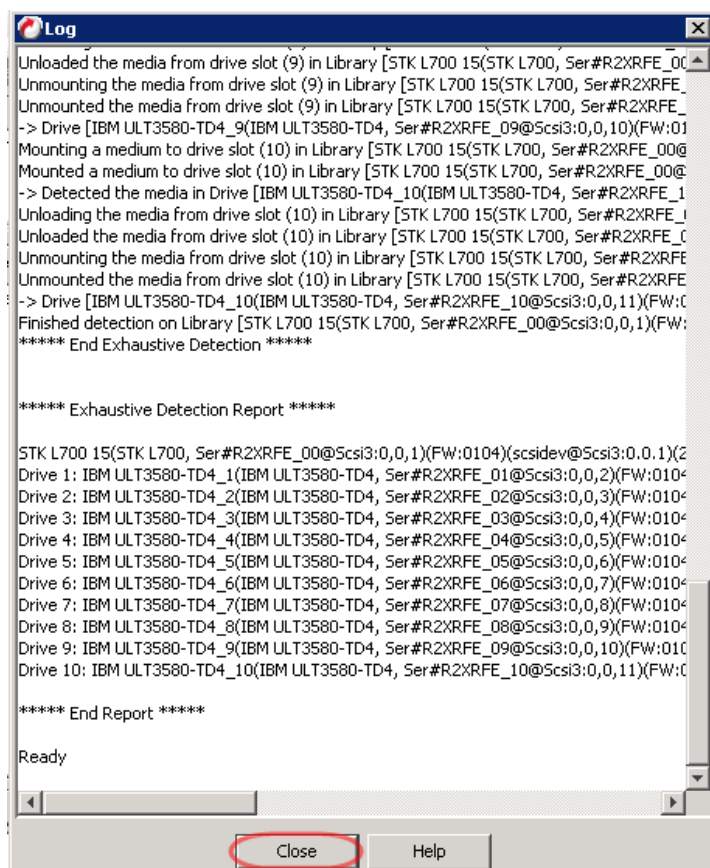 Log
Unloaded the media from drive slot (9) in Library [STK L700 15(STK L700, Ser#R2XRFE_00
Unmounting the media from drive slot (9) in Library [STK L700 15(STK L700, Ser#R2XRFE_
Unmounted the media from drive slot (9) in Library [STK L700 15(STK L700, Ser#R2XRFE_
-> Drive [IBM ULT3580-TD4_9(IBM ULT3580-TD4, Ser#R2XRFE_09@Scsi3:0,0,10)(FW:01
Mounting a medium to drive slot (10) in Library [STK L700 15(STK L700, Ser#R2XRFE_00@
Mounted a medium to drive slot (10) in Library [STK L700 15(STK L700, Ser#R2XRFE_00@
-> Detected the media in Drive [IBM ULT3580-TD4_10(IBM ULT3580-TD4, Ser#R2XRFE_1
Unloading the media from drive slot (10) in Library [STK L700 15(STK L700, Ser#R2XRFE_
Unloaded the media from drive slot (10) in Library [STK L700 15(STK L700, Ser#R2XRFE_0
Unmounting the media from drive slot (10) in Library [STK L700 15(STK L700, Ser#R2XRFE
Unmounted the media from drive slot (10) in Library [STK L700 15(STK L700, Ser#R2XRFE
-> Drive [IBM ULT3580-TD4_10(IBM ULT3580-TD4, Ser#R2XRFE_10@Scsi3:0,0,11)(FW:0
Finished detection on Library [STK L700 15(STK L700, Ser#R2XRFE_00@Scsi3:0,0,1)(FW:
***** End Exhaustive Detection *****
***** Exhaustive Detection Report *****
STK L700 15(STK L700, Ser#R2XRFE_00@Scsi3:0,0,1)(FW:0104)(scsidev@Scsi3:0.0.1)(2
Drive 1: IBM ULT3580-TD4_1(IBM ULT3580-TD4, Ser#R2XRFE_01@Scsi3:0,0,2)(FW:0104
Drive 2: IBM ULT3580-TD4_2(IBM ULT3580-TD4, Ser#R2XRFE_02@Scsi3:0,0,3)(FW:0104
Drive 3: IBM ULT3580-TD4_3(IBM ULT3580-TD4, Ser#R2XRFE_03@Scsi3:0,0,4)(FW:0104
Drive 4: IBM ULT3580-TD4_4(IBM ULT3580-TD4, Ser#R2XRFE_04@Scsi3:0,0,5)(FW:0104
Drive 5: IBM ULT3580-TD4_5(IBM ULT3580-TD4, Ser#R2XRFE_05@Scsi3:0,0,6)(FW:0104
Drive 6: IBM ULT3580-TD4_6(IBM ULT3580-TD4, Ser#R2XRFE_06@Scsi3:0,0,7)(FW:0104
Drive 7: IBM ULT3580-TD4_7(IBM ULT3580-TD4, Ser#R2XRFE_07@Scsi3:0,0,8)(FW:0104
Drive 8: IBM ULT3580-TD4_8(IBM ULT3580-TD4, Ser#R2XRFE_08@Scsi3:0,0,9)(FW:0104
Drive 9: IBM ULT3580-TD4_9(IBM ULT3580-TD4, Ser#R2XRFE_09@Scsi3:0,0,10)(FW:010
Drive 10: IBM ULT3580-TD4_10(IBM ULT3580-TD4, Ser#R2XRFE_10@Scsi3:0,0,11)(FW:0
***** End Report *****
Ready
Close Help